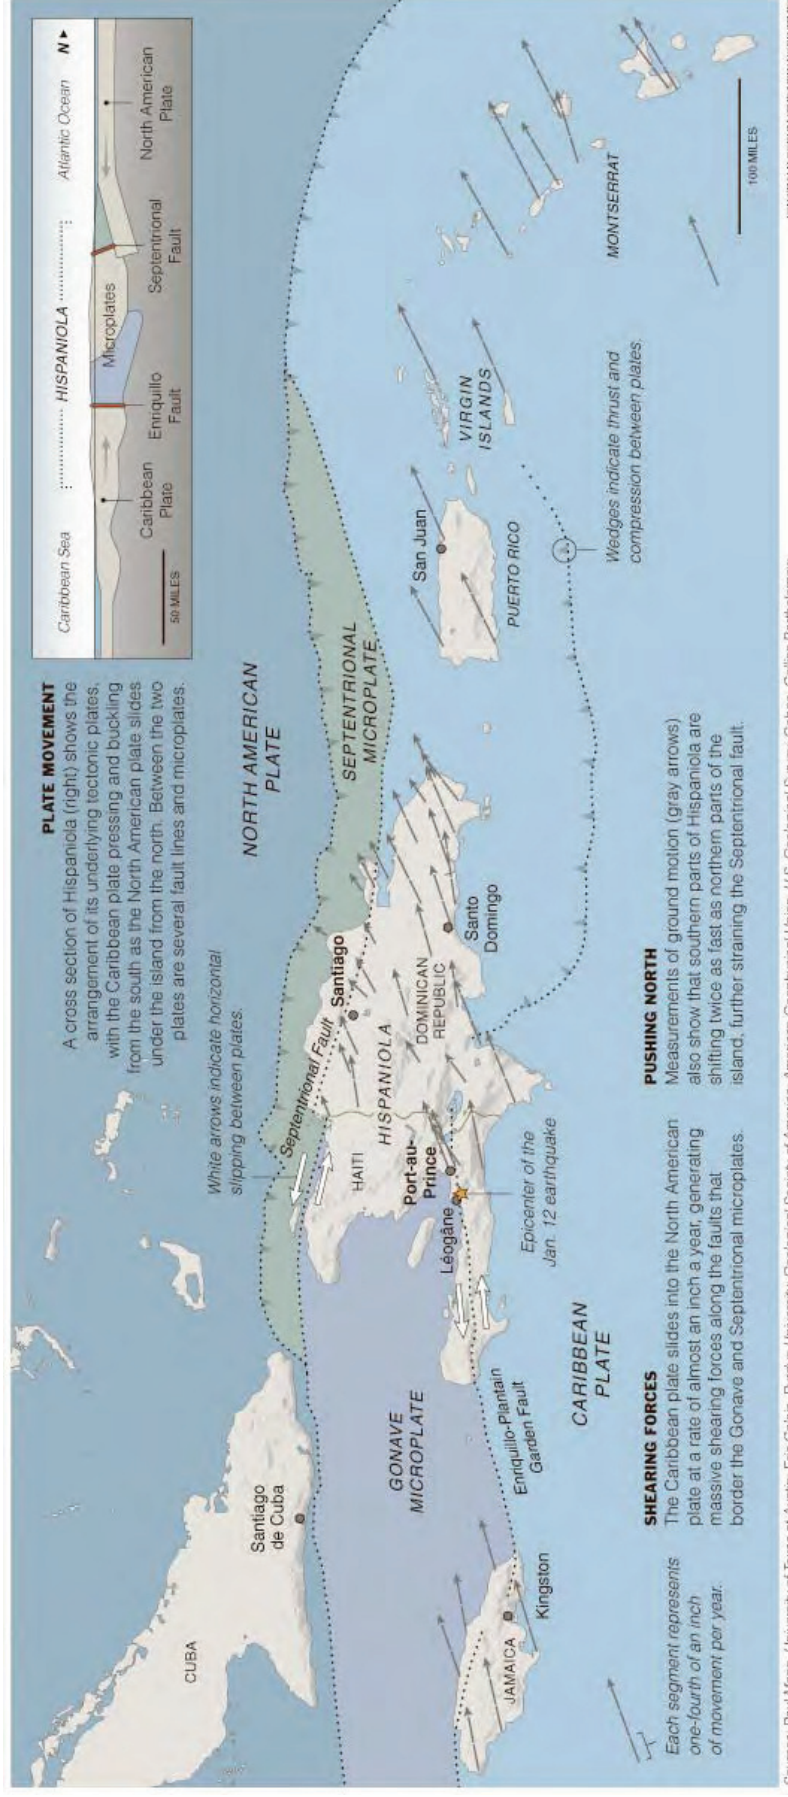 PLATE MOVEMENT
A cross section of Hispaniola (right) shows the
arrangement of its underlying tectonic plates,
with the Caribbean plate pressing and buckling
from the south as the North American plate slides
under the island from the north. Between the two
plates are several fault lines and microplates.
Caribbean Sea
HISPANIOLA
Atlantic Ocean
N
Microplates
Caribbean
Plate
Enriquillo
Fault
Septentrional
Fault
North American
Plate
50 MILES
White arrows indicate horizontal
slipping between plates.
NORTH AMERICAN
PLATE
CUBA
Santiago
de Cuba
Septentrional Fault
SEPTENTRIONAL
MICROPLATE
Santiago
HAITI
HISPANIOLA
DOMINICAN
REPUBLIC
Port-au-
Prince
Léogâne
Santo
Domingo
San Juan
PUERTO RICO
VIRGIN
ISLANDS
MONTSERRAT
GONAVE
MICROPLATE
Enriquillo-Plantain
Garden Fault
Epicenter of the
Jan. 12 earthquake
JAMAICA
Kingston
CARIBBEAN
PLATE
Wedges indicate thrust and
compression between plates.
100 MILES
Each segment represents
one-fourth of an inch
of movement per year.
SHEARING FORCES
The Caribbean plate slides into the North American
plate at a rate of almost an inch a year, generating
massive shearing forces along the faults that
border the Gonave and Septentrional microplates.
PUSHING NORTH
Measurements of ground motion (gray arrows)
also show that southern parts of Hispaniola are
shifting twice as fast as northern parts of the
island, further straining the Septentrional fault.